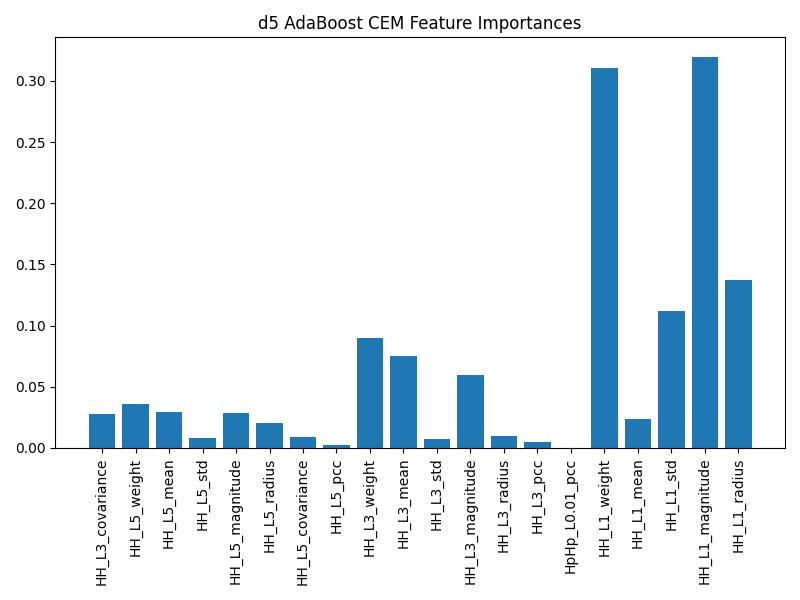 d5 AdaBoost CEM Feature Importances
0.30
0.25
0.20
0.15
0.10
0.05
0.00
HH_L3_covariance
HH_L5_weight
HH_L5_mean
HH_L5_std
HH_L5_magnitude
HH_L5_radius
HH_L5_covariance
HH_L5_pcc
HH_L3_weight
HH_L3_mean
HH_L3_std
HH_L3_magnitude
HH_L3_radius
HH_L3_pcc
HpHp_L0.01_pcc
HH_L1_weight
HH_L1_mean
HH_L1_std
HH_L1_magnitude
HH_L1_radius